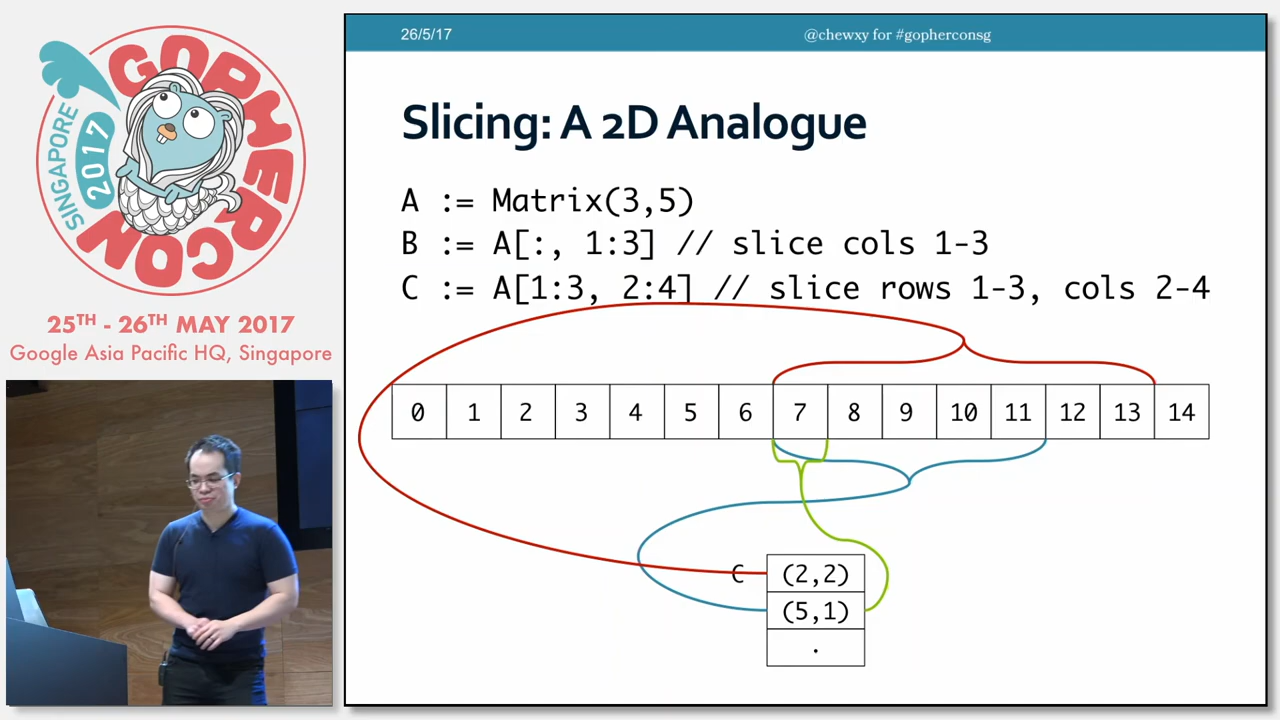 GOPHERCON
SINGAPORE
2017
25TH - 26TH MAY 2017
Google Asia Pacific HQ, Singapore
26/5/17
@chewxy for #gopherconsg
Slicing: A 2D Analogue
A := Matrix(3,5)
B := A[:, 1:3] // slice cols 1-3
C := A[1:3, 2:4] // slice rows 1-3, cols 2-4
0 1 2 3 4 5 6 7 8 9 10 11 12 13 14
C (2,2)
(5,1)
.